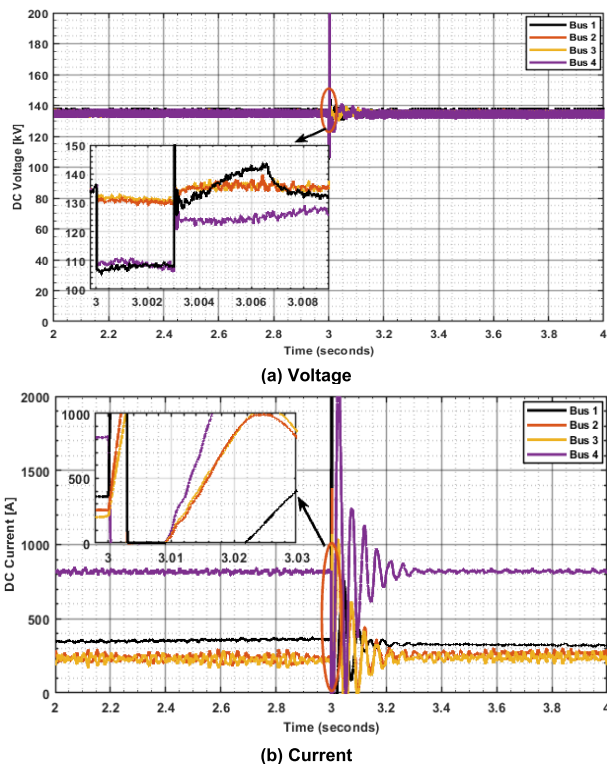 200
180
160
140
120
100
80
60
40
20
0
DC Voltage [kV]
Bus 1
Bus 2
Bus 3
Bus 4
150
140
130
120
110
100
3 3.002 3.004 3.006 3.008
2 2.2 2.4 2.6 2.8 3 3.2 3.4 3.6 3.8 4
Time (seconds)
(a) Voltage
2000
1500
1000
500
0
DC Current [A]
Bus 1
Bus 2
Bus 3
Bus 4
1000
500
0
3 3.01 3.02 3.03
2 2.2 2.4 2.6 2.8 3 3.2 3.4 3.6 3.8 4
Time (seconds)
(b) Current